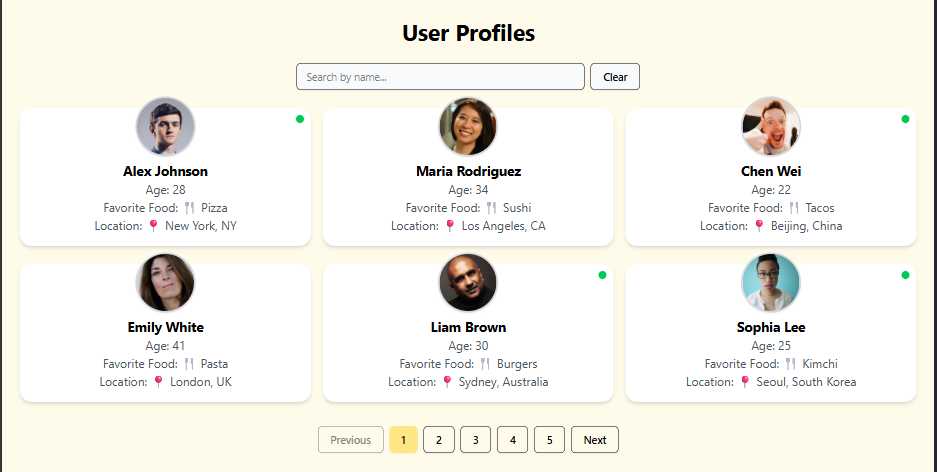 User Profiles
Search by name...
Clear
Alex Johnson
Age: 28
Favorite Food: 🍴 Pizza
Location: 📍 New York, NY
Maria Rodriguez
Age: 34
Favorite Food: 🍴 Sushi
Location: 📍 Los Angeles, CA
Chen Wei
Age: 22
Favorite Food: 🍴 Tacos
Location: 📍 Beijing, China
Emily White
Age: 41
Favorite Food: 🍴 Pasta
Location: 📍 London, UK
Liam Brown
Age: 30
Favorite Food: 🍴 Burgers
Location: 📍 Sydney, Australia
Sophia Lee
Age: 25
Favorite Food: 🍴 Kimchi
Location: 📍 Seoul, South Korea
Previous 1 2 3 4 5 Next